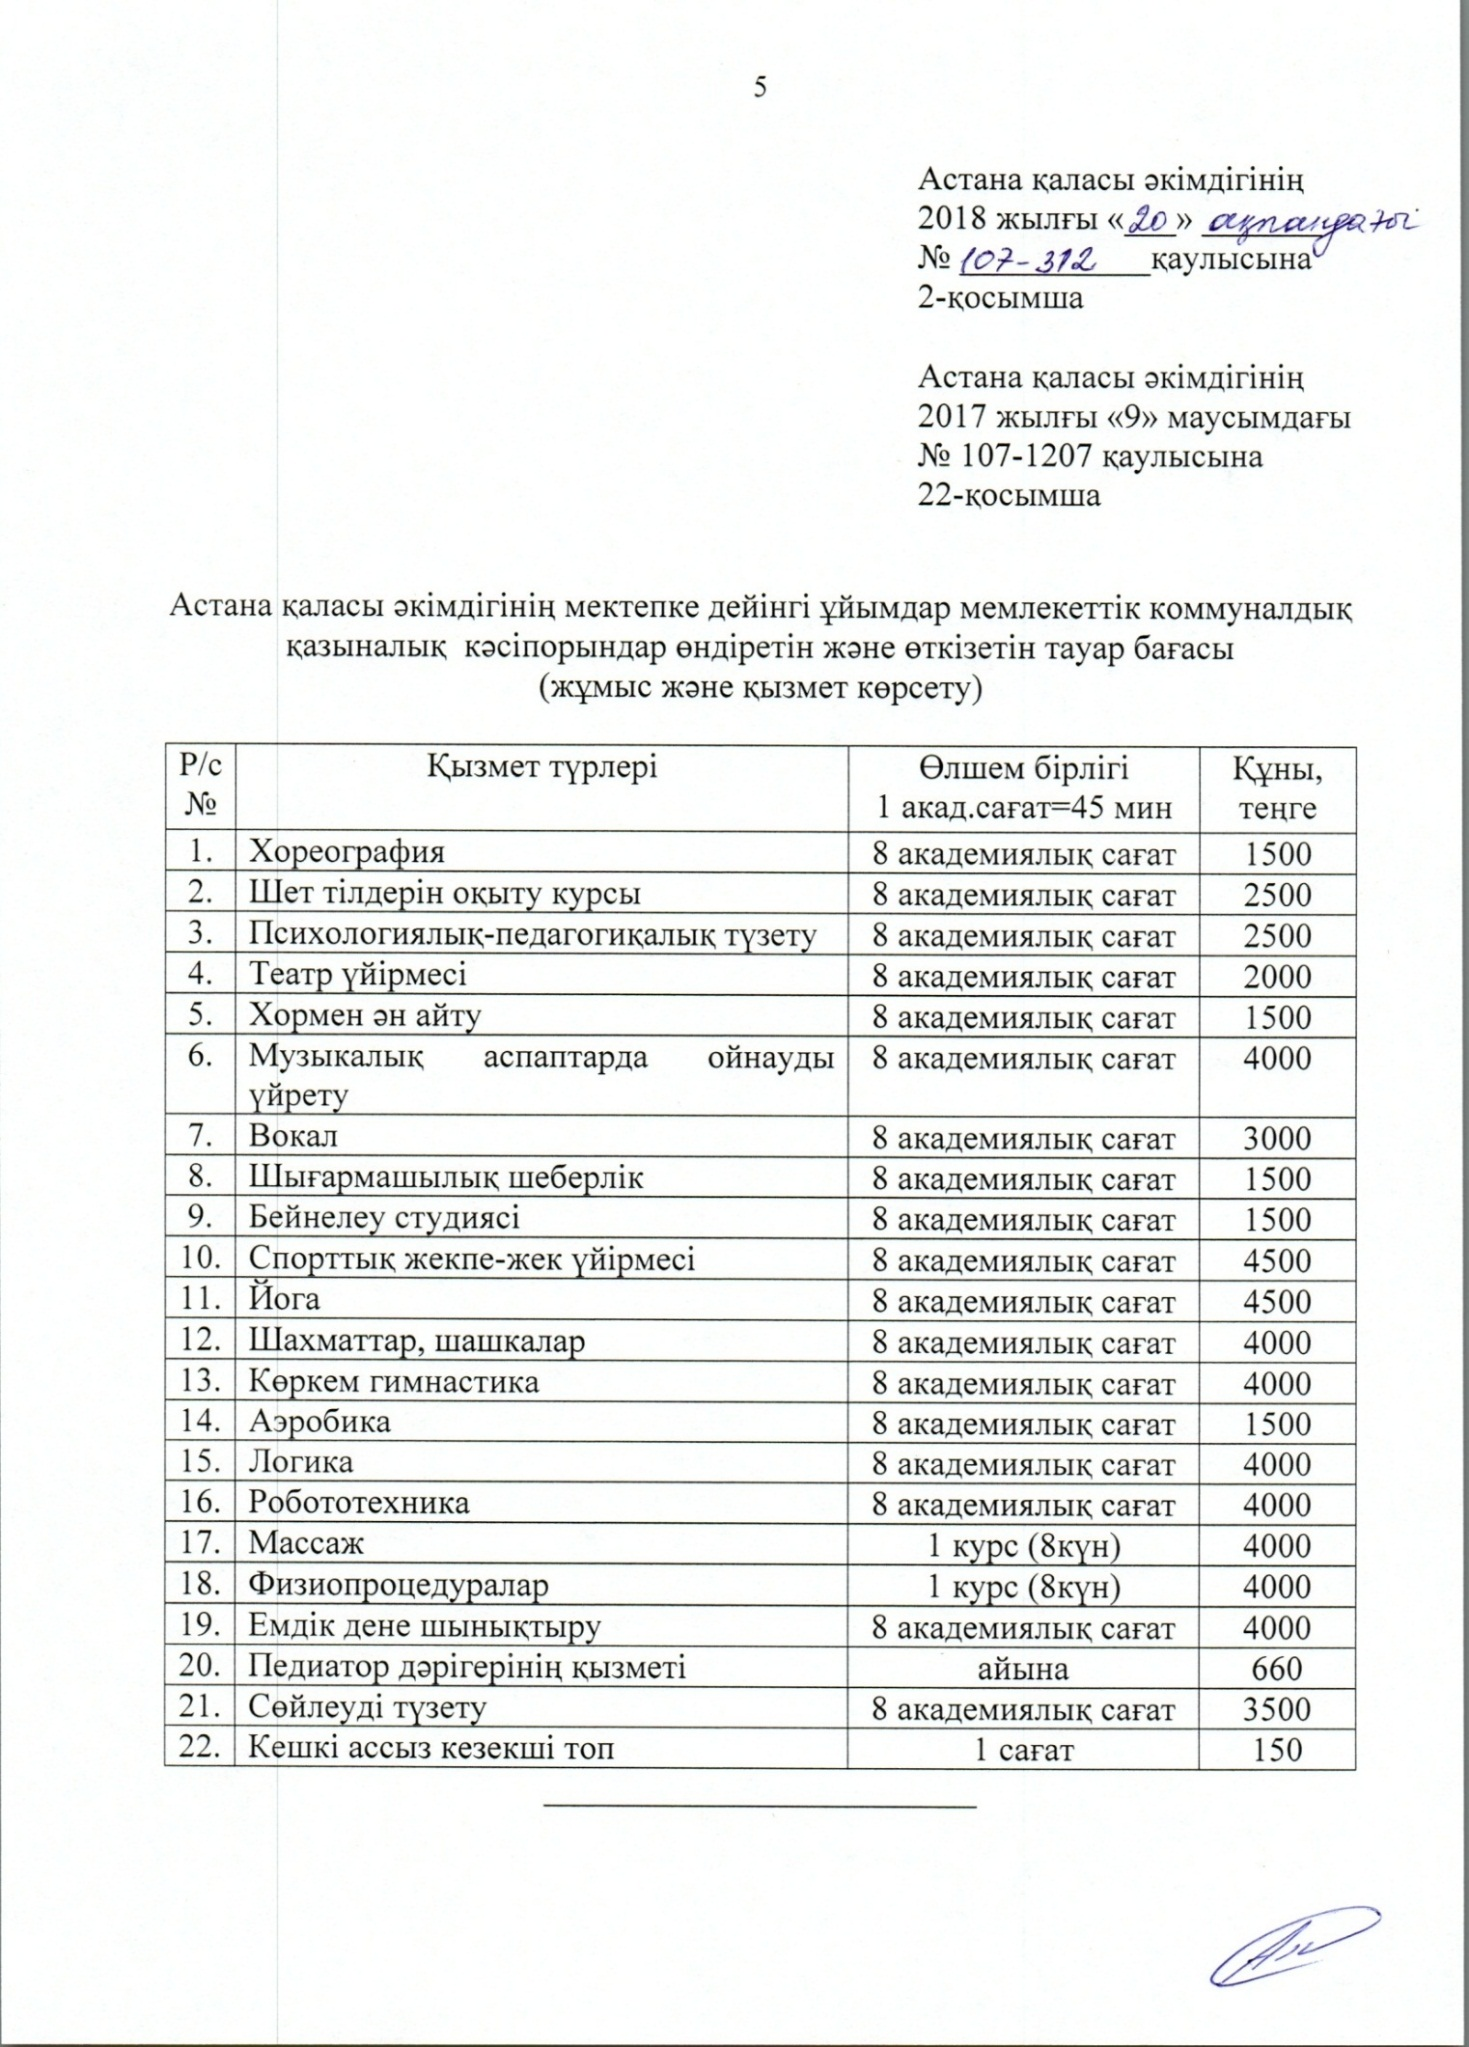 5
Астана қаласы әкімдігінің
2018 жылғы «20» ақпандағы
№ 107-312 қаулысына
2-қосымша
Астана қаласы әкімдігінің
2017 жылғы «9» маусымдағы
№ 107-1207 қаулысына
22-қосымша
Астана қаласы әкімдігінің мектепке дейінгі ұйымдар мемлекеттік коммуналдық
қазыналық кәсіпорындар өндіретін және өткізетін тауар бағасы
(жұмыс және қызмет көрсету)
Р/с № Қызмет түрлері Өлшем бірлігі 1 акад.сағат=45 мин Құны, теңге
1. Хореография 8 академиялық сағат 1500
2. Шет тілдерін оқыту курсы 8 академиялық сағат 2500
3. Психологиялық-педагогиқалық түзету 8 академиялық сағат 2500
4. Театр үйірмесі 8 академиялық сағат 2000
5. Хормен ән айту 8 академиялық сағат 1500
6. Музыкалық аспаптарда ойнауды 8 академиялық сағат 4000
үйрету
7. Вокал 8 академиялық сағат 3000
8. Шығармашылық шеберлік 8 академиялық сағат 1500
9. Бейнелеу студиясі 8 академиялық сағат 1500
10. Спорттық жекпе-жек үйірмесі 8 академиялық сағат 4500
11. Йога 8 академиялық сағат 4500
12. Шахматтар, шашкалар 8 академиялық сағат 4000
13. Көркем гимнастика 8 академиялық сағат 4000
14. Аэробика 8 академиялық сағат 1500
15. Логика 8 академиялық сағат 4000
16. Робототехника 8 академиялық сағат 4000
17. Массаж 1 курс (8күн) 4000
18. Физиопроцедуралар 1 курс (8күн) 4000
19. Емдік дене шынықтыру 8 академиялық сағат 4000
20. Педиатор дәрігерінің қызметі айына 660
21. Сөйлеуді түзету 8 академиялық сағат 3500
22. Кешкі ассыз кезекші топ 1 сағат 150